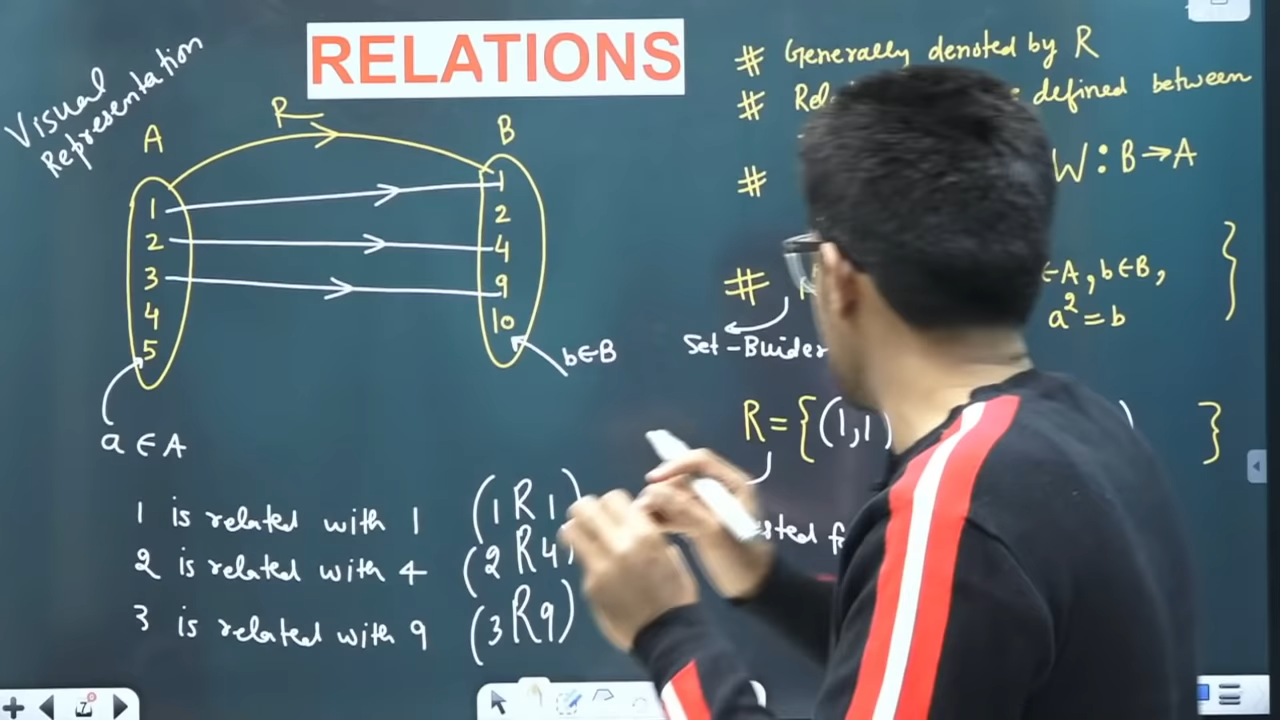 RELATIONS
Visual
Representation
R
A
B
1
2
3
4
5
1
2
4
9
10
a ∈ A
b∈B
1 is related with 1 (1 R 1)
2 is related with 4 (2 R 4)
3 is related with 9 (3 R 9)
# Generally denoted by R
# defined between
# W : B → A
# ∈A, b∈B,
a² = b }
Set-Buider
R = { (1,1) }
7